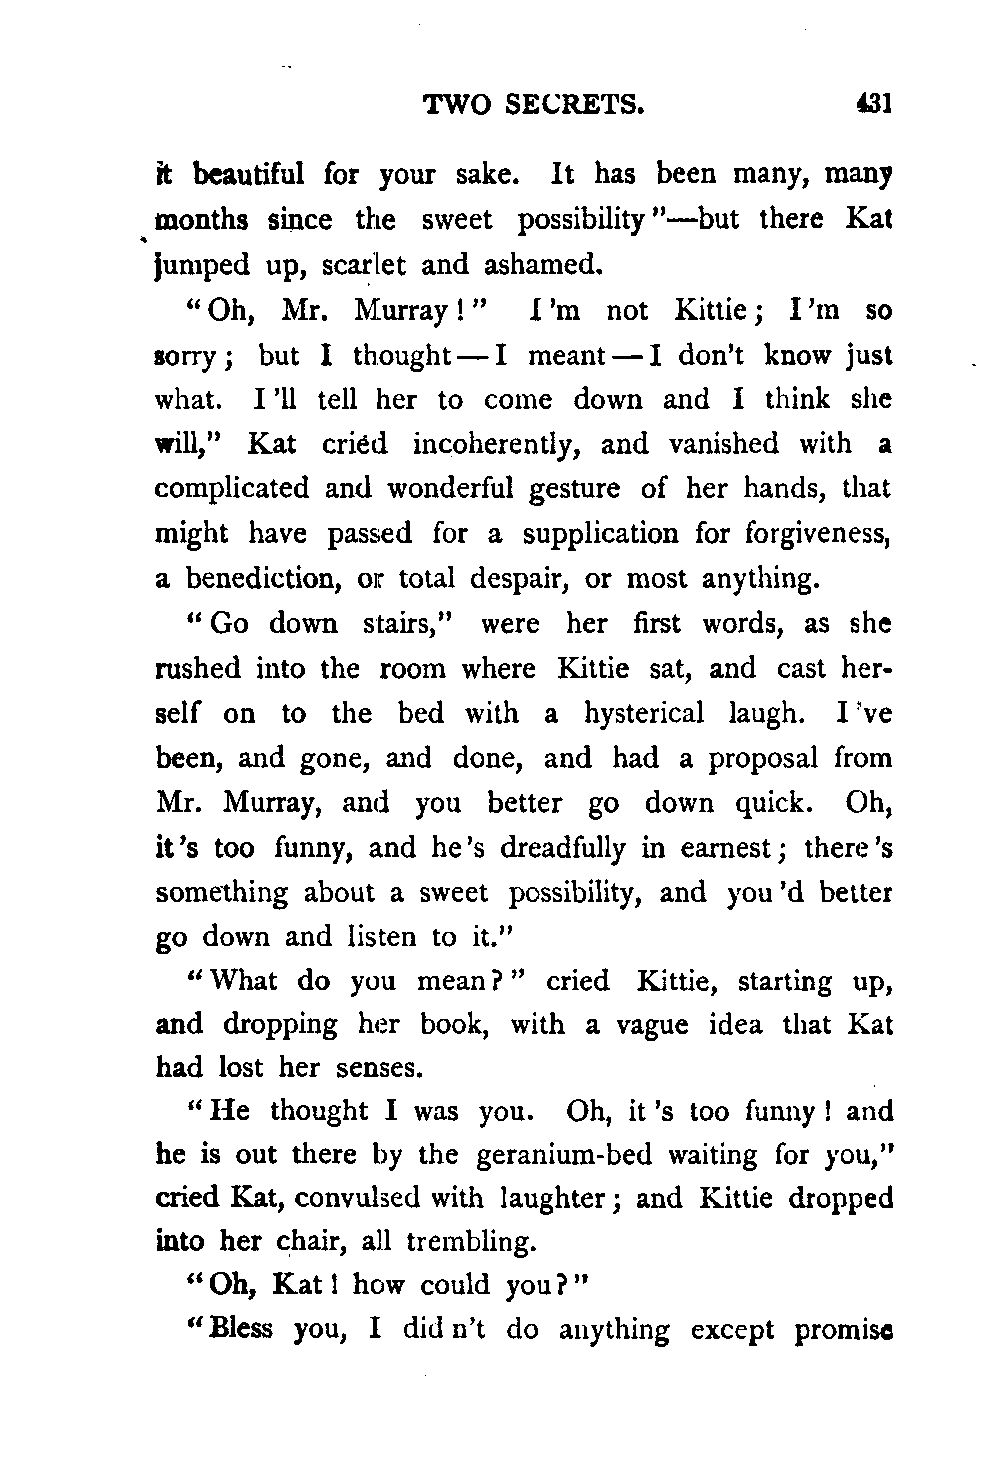 TWO SECRETS. 431
it beautiful for your sake. It has been many, many
months since the sweet possibility"—but there Kat
jumped up, scarlet and ashamed.
"Oh, Mr. Murray!" I'm not Kittie; I'm so
sorry; but I thought—I meant—I don't know just
what. I'll tell her to come down and I think she
will," Kat cried incoherently, and vanished with a
complicated and wonderful gesture of her hands, that
might have passed for a supplication for forgiveness,
a benediction, or total despair, or most anything.
"Go down stairs," were her first words, as she
rushed into the room where Kittie sat, and cast her-
self on to the bed with a hysterical laugh. I've
been, and gone, and done, and had a proposal from
Mr. Murray, and you better go down quick. Oh,
it's too funny, and he's dreadfully in earnest; there's
something about a sweet possibility, and you'd better
go down and listen to it."
"What do you mean?" cried Kittie, starting up,
and dropping her book, with a vague idea that Kat
had lost her senses.
"He thought I was you. Oh, it's too funny! and
he is out there by the geranium-bed waiting for you,"
cried Kat, convulsed with laughter; and Kittie dropped
into her chair, all trembling.
"Oh, Kat! how could you?"
"Bless you, I did n't do anything except promise